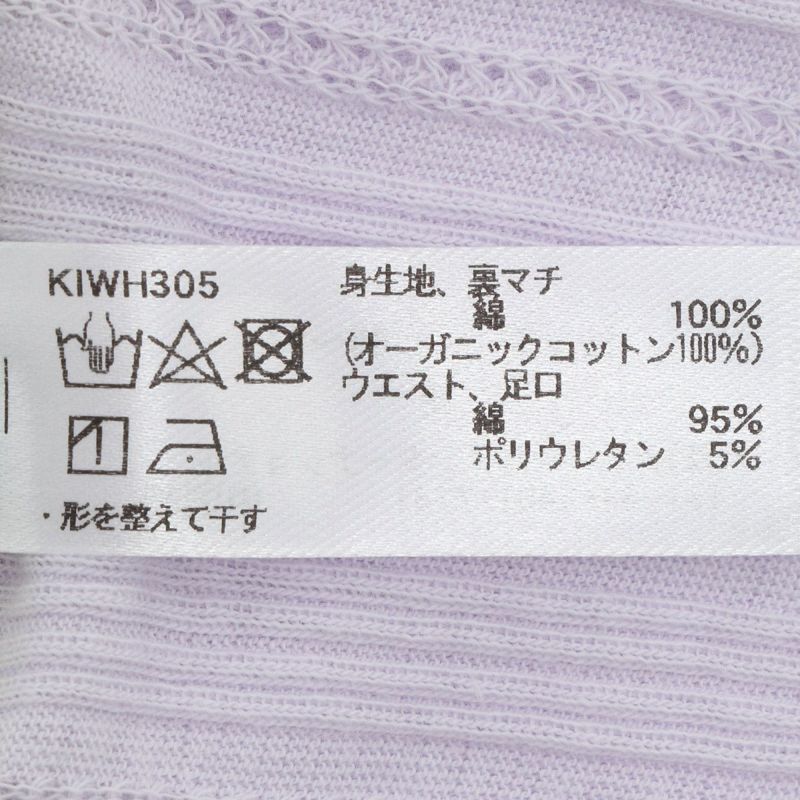 KIWH305
・形を整えて干す
身生地、裏マチ
綿 100%
(オーガニックコットン100%)
ウエスト、足口
綿 95%
ポリウレタン 5%